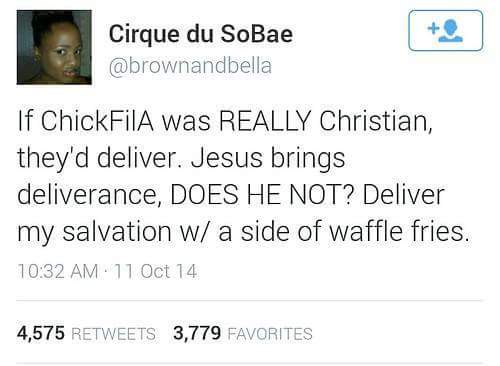 Cirque du SoBae
@brownandbella
If ChickFilA was REALLY Christian,
they'd deliver. Jesus brings
deliverance, DOES HE NOT? Deliver
my salvation w/ a side of waffle fries.
10:32 AM · 11 Oct 14
4,575 RETWEETS 3,779 FAVORITES